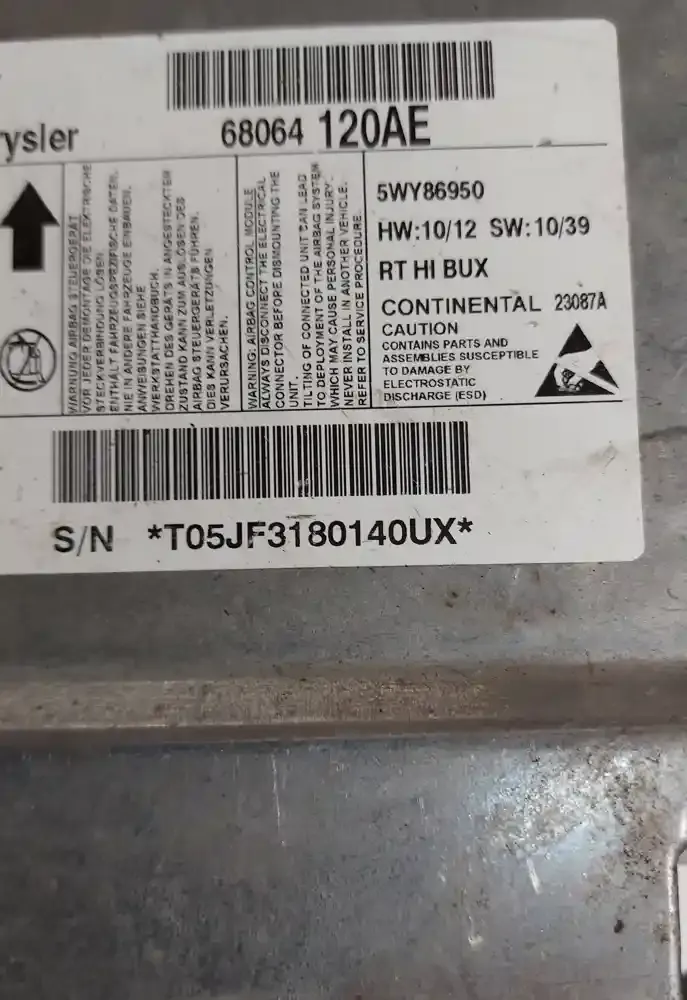 rysler
68064 120AE
WARNUNG AIRBAG STEUERGERÄT
VOR JEDER DEMONTAGE DIE ELEKTRISCHE
STECKVERBINDUNG LÖSEN.
ENTHÄLT FAHRZEUGSPEZIFISCHE DATEN,
NIE IN ANDERE FAHRZEUGE EINBAUEN.
ANWEISUNGEN SIEHE
WERKSTATTHANDBUCH.
DREHEN DES GERÄTS IN ANGESTECKTEM
ZUSTAND KANN ZUM AUSLÖSEN DES
AIRBAG STEUERGERÄTS FÜHREN.
DIES KANN VERLETZUNGEN
VERURSACHEN.
WARNING: AIRBAG CONTROL MODULE
ALWAYS DISCONNECT THE ELECTRICAL
CONNECTOR BEFORE DISMOUNTING THE
UNIT.
TILTING OF CONNECTED UNIT CAN LEAD
TO DEPLOYMENT OF THE AIRBAG SYSTEM
WHICH MAY CAUSE PERSONAL INJURY.
NEVER INSTALL IN ANOTHER VEHICLE.
REFER TO SERVICE PROCEDURE.
5WY86950
HW:10/12 SW:10/39
RT HI BUX
CONTINENTAL 23087A
CAUTION
CONTAINS PARTS AND
ASSEMBLIES SUSCEPTIBLE
TO DAMAGE BY
ELECTROSTATIC
DISCHARGE (ESD)
S/N *T05JF3180140UX*